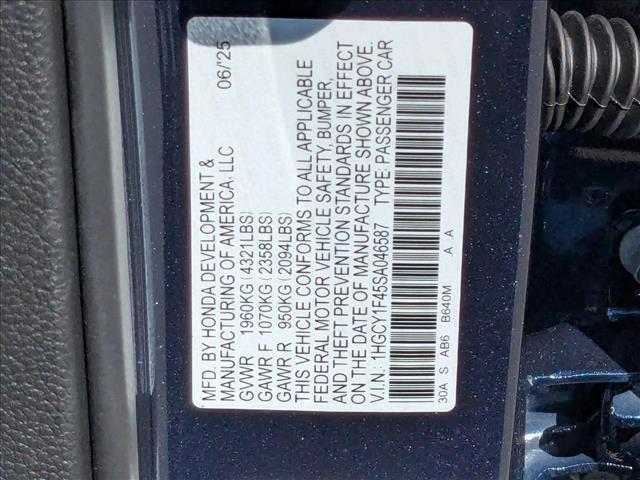 MFD. BY HONDA DEVELOPMENT & 06/25
MANUFACTURING OF AMERICA, LLC
GVWR 1960KG(4321LBS)
GAWR F 1070KG(2358LBS)
GAWR R 950KG(2094LBS)
THIS VEHICLE CONFORMS TO ALL APPLICABLE
FEDERAL MOTOR VEHICLE SAFETY, BUMPER,
AND THEFT PREVENTION STANDARDS IN EFFECT
ON THE DATE OF MANUFACTURE SHOWN ABOVE.
V.I.N.: 1HGCY1F46SA046587 TYPE: PASSENGER CAR
30A S AB6 B640M A A